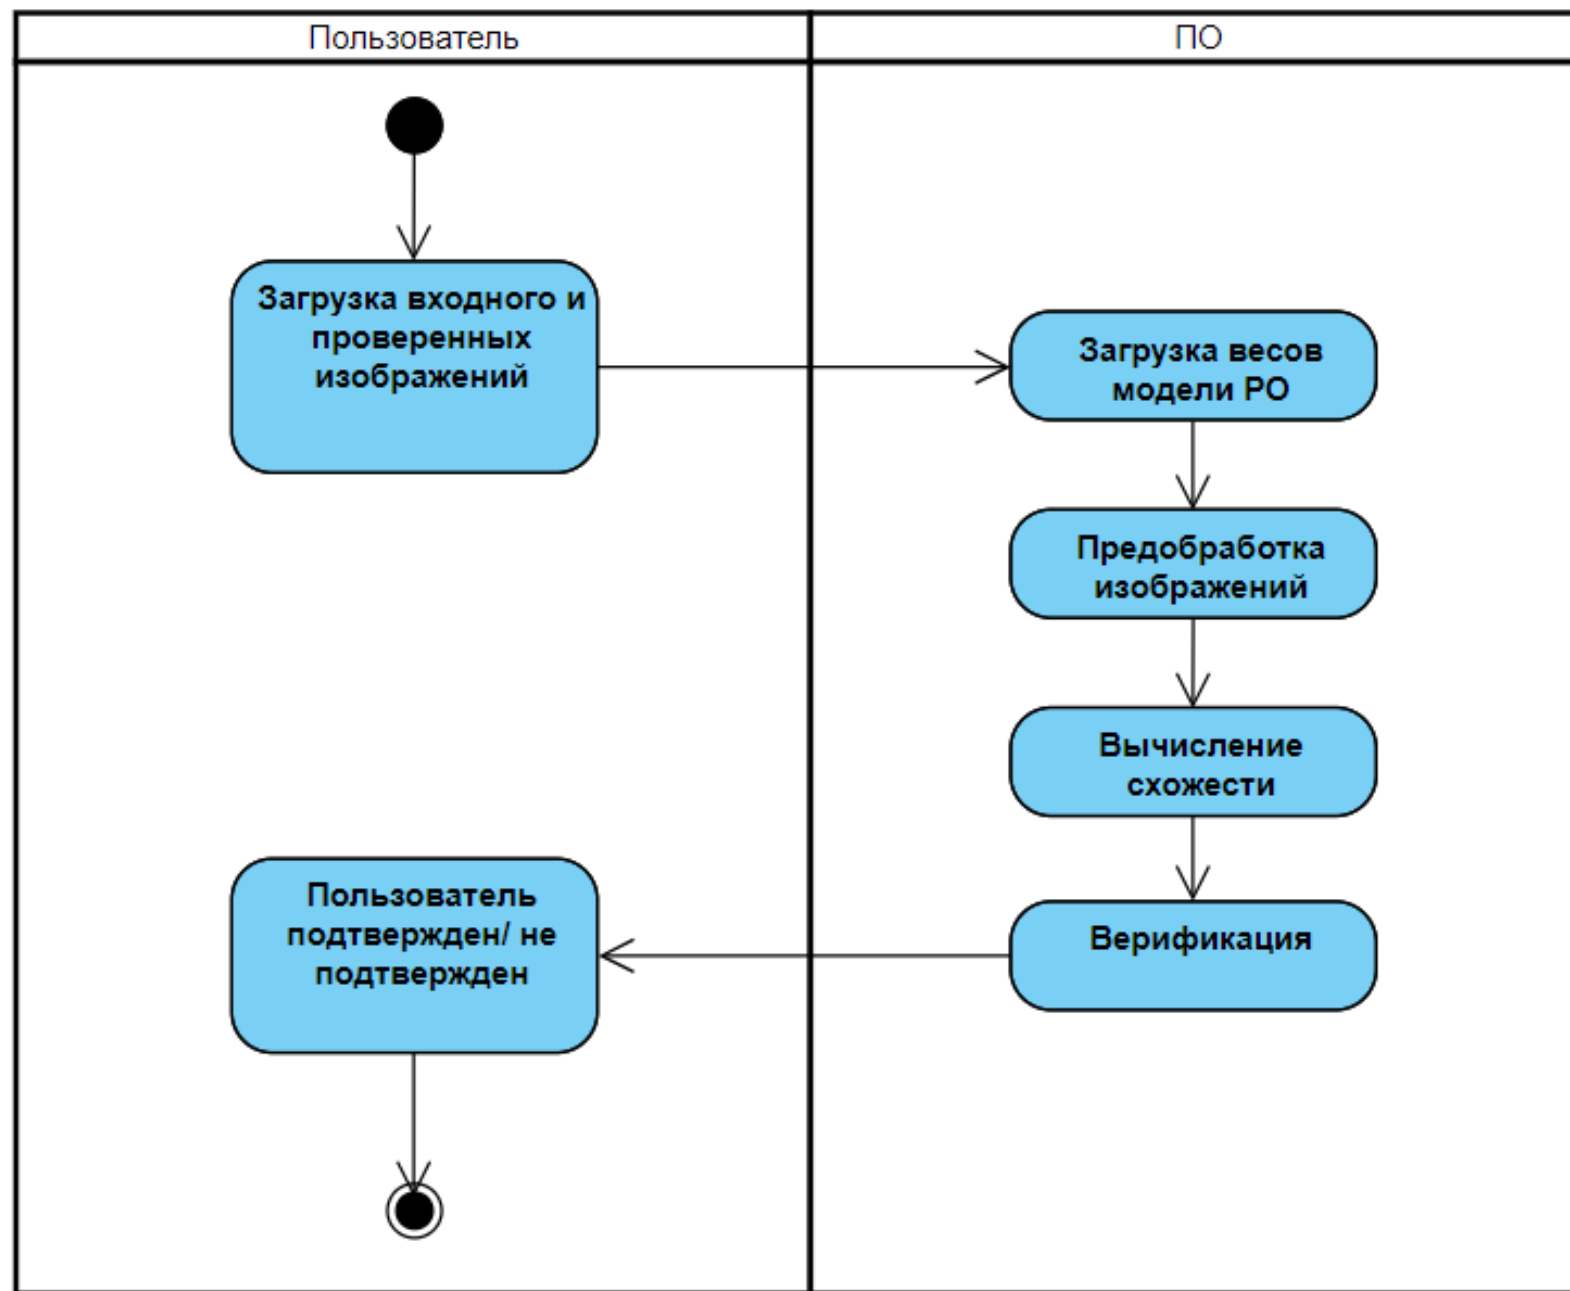 Пользователь
ПО
Загрузка входного и
проверенных
изображений
Загрузка весов
модели РО
Предобработка
изображений
Вычисление
схожести
Верификация
Пользователь
подтвержден/ не
подтвержден